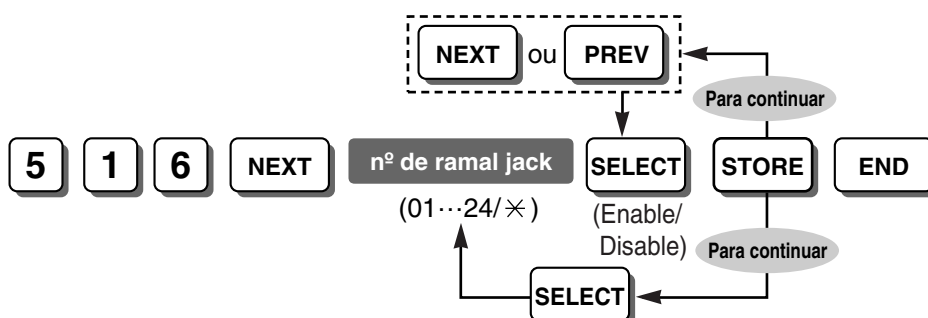 NEXT ou PREV
Para continuar
5 1 6 NEXT nº de ramal jack SELECT STORE END
(01···24/✳)
(Enable/
Disable)
Para continuar
SELECT